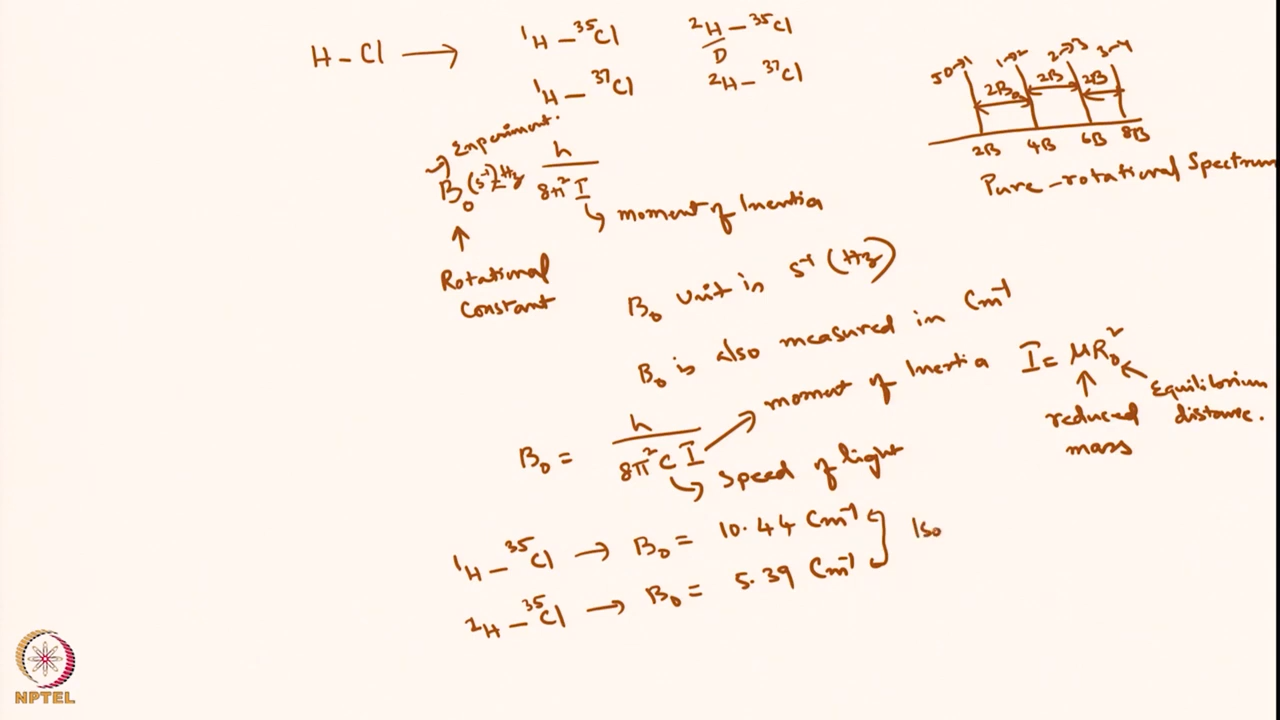 H-Cl → ¹H-³⁵Cl ²H-³⁵Cl
D
¹H-³⁷Cl ²H-³⁷Cl
J 0→1 1→2 2→3 3→4
2B₀ 2B 2B
2B 4B 6B 8B
Pure-rotational Spectrum
Experiment.
B₀ (s⁻¹) Hz = h / 8π²I
moment of Inertia
Rotational
Constant
B₀ unit is s⁻¹ (Hz)
B₀ is also measured in Cm⁻¹
B₀ = h / 8π²CI
moment of Inertia I = μR₀²
reduced
mass
Equilibrium
distance.
Speed of light
¹H-³⁵Cl → B₀ = 10.44 Cm⁻¹
²H-³⁵Cl → B₀ = 5.39 Cm⁻¹
Iso
NPTEL